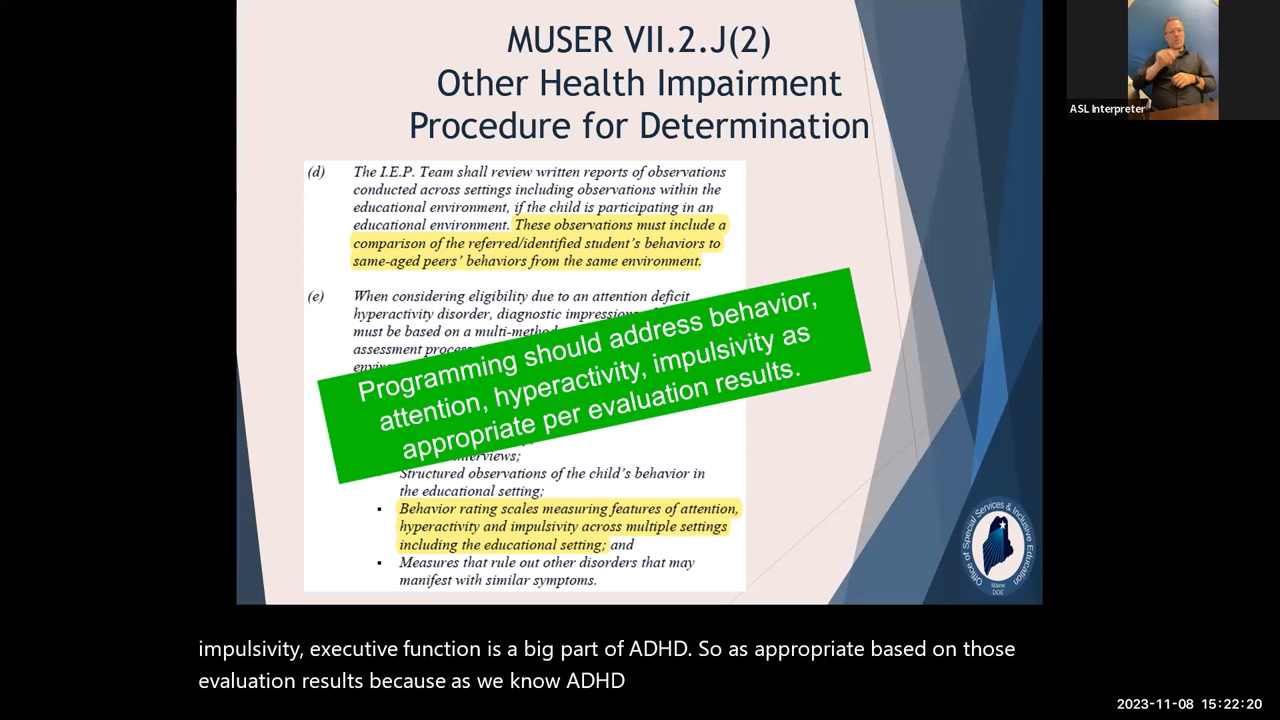 MUSER VII.2.J(2)
Other Health Impairment
Procedure for Determination
ASL Interpreter
(d) The I.E.P. Team shall review written reports of observations
conducted across settings including observations within the
educational environment, if the child is participating in an
educational environment. These observations must include a
comparison of the referred/identified student's behaviors to
same-aged peers' behaviors from the same environment.
(e) When considering eligibility due to an attention deficit
hyperactivity disorder, diagnostic
must be based on a
assessment
Programming should address behavior,
attention, hyperactivity, impulsivity as
appropriate per evaluation results.
interviews;
Structured observations of the child's behavior in
the educational setting;
▪ Behavior rating scales measuring features of attention,
hyperactivity and impulsivity across multiple settings
including the educational setting; and
▪ Measures that rule out other disorders that may
manifest with similar symptoms.
Office of Special Services & Inclusive Education
Maine
DOE
impulsivity, executive function is a big part of ADHD. So as appropriate based on those
evaluation results because as we know ADHD
2023-11-08 15:22:20